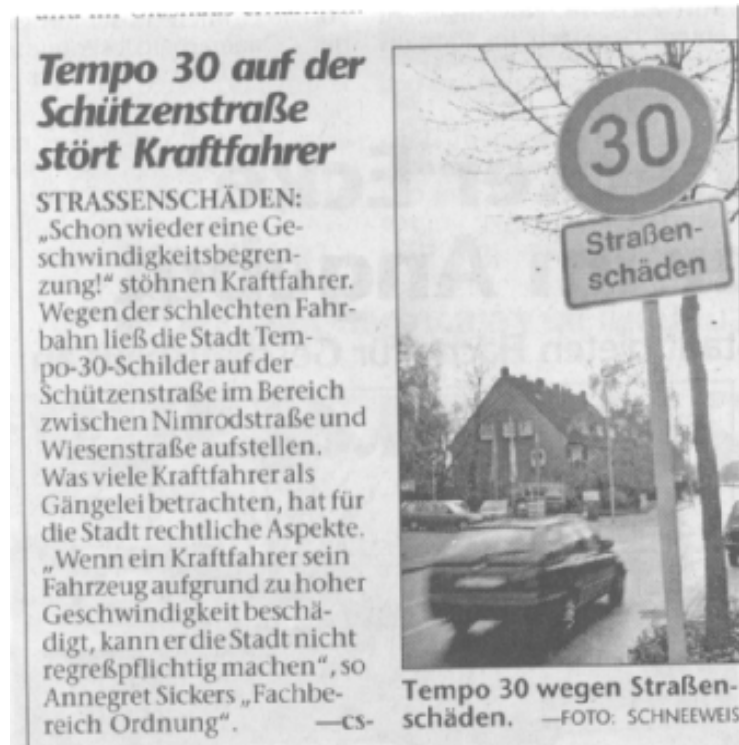 Tempo 30 auf der
Schützenstraße
stört Kraftfahrer
STRASSENSCHÄDEN:
„Schon wieder eine Ge-
schwindigkeitsbegren-
zung!“ stöhnen Kraftfahrer.
Wegen der schlechten Fahr-
bahn ließ die Stadt Tem-
po-30-Schilder auf der
Schützenstraße im Bereich
zwischen Nimrodstraße und
Wiesenstraße aufstellen.
Was viele Kraftfahrer als
Gängelei betrachten, hat für
die Stadt rechtliche Aspekte.
„Wenn ein Kraftfahrer sein
Fahrzeug aufgrund zu hoher
Geschwindigkeit beschä-
digt, kann er die Stadt nicht
regreßpflichtig machen“, so
Annegret Sickers „Fachbe-
reich Ordnung“. —cs-
30
Straßen-
schäden
Tempo 30 wegen Straßen-
schäden. —FOTO: SCHNEEWEIS